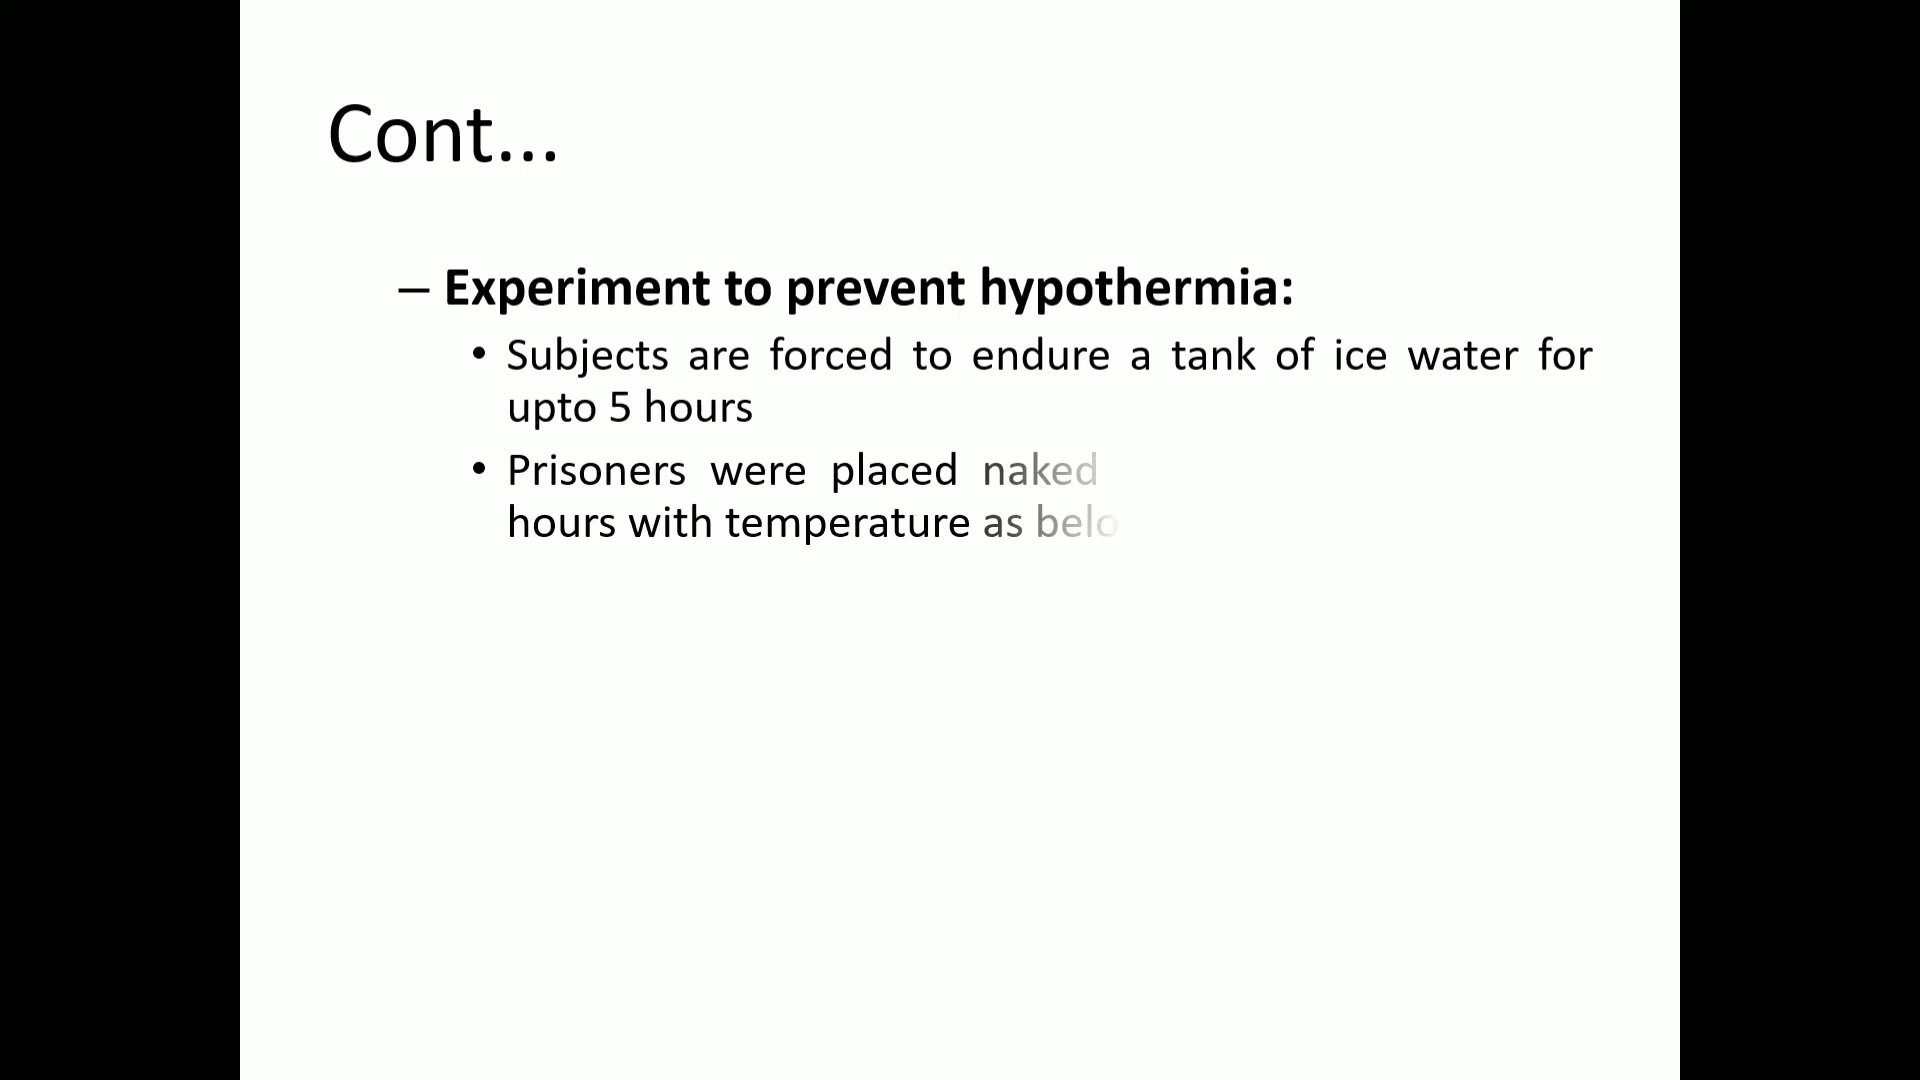 Cont...
– Experiment to prevent hypothermia:
• Subjects are forced to endure a tank of ice water for
upto 5 hours
• Prisoners were placed naked
hours with temperature as belo